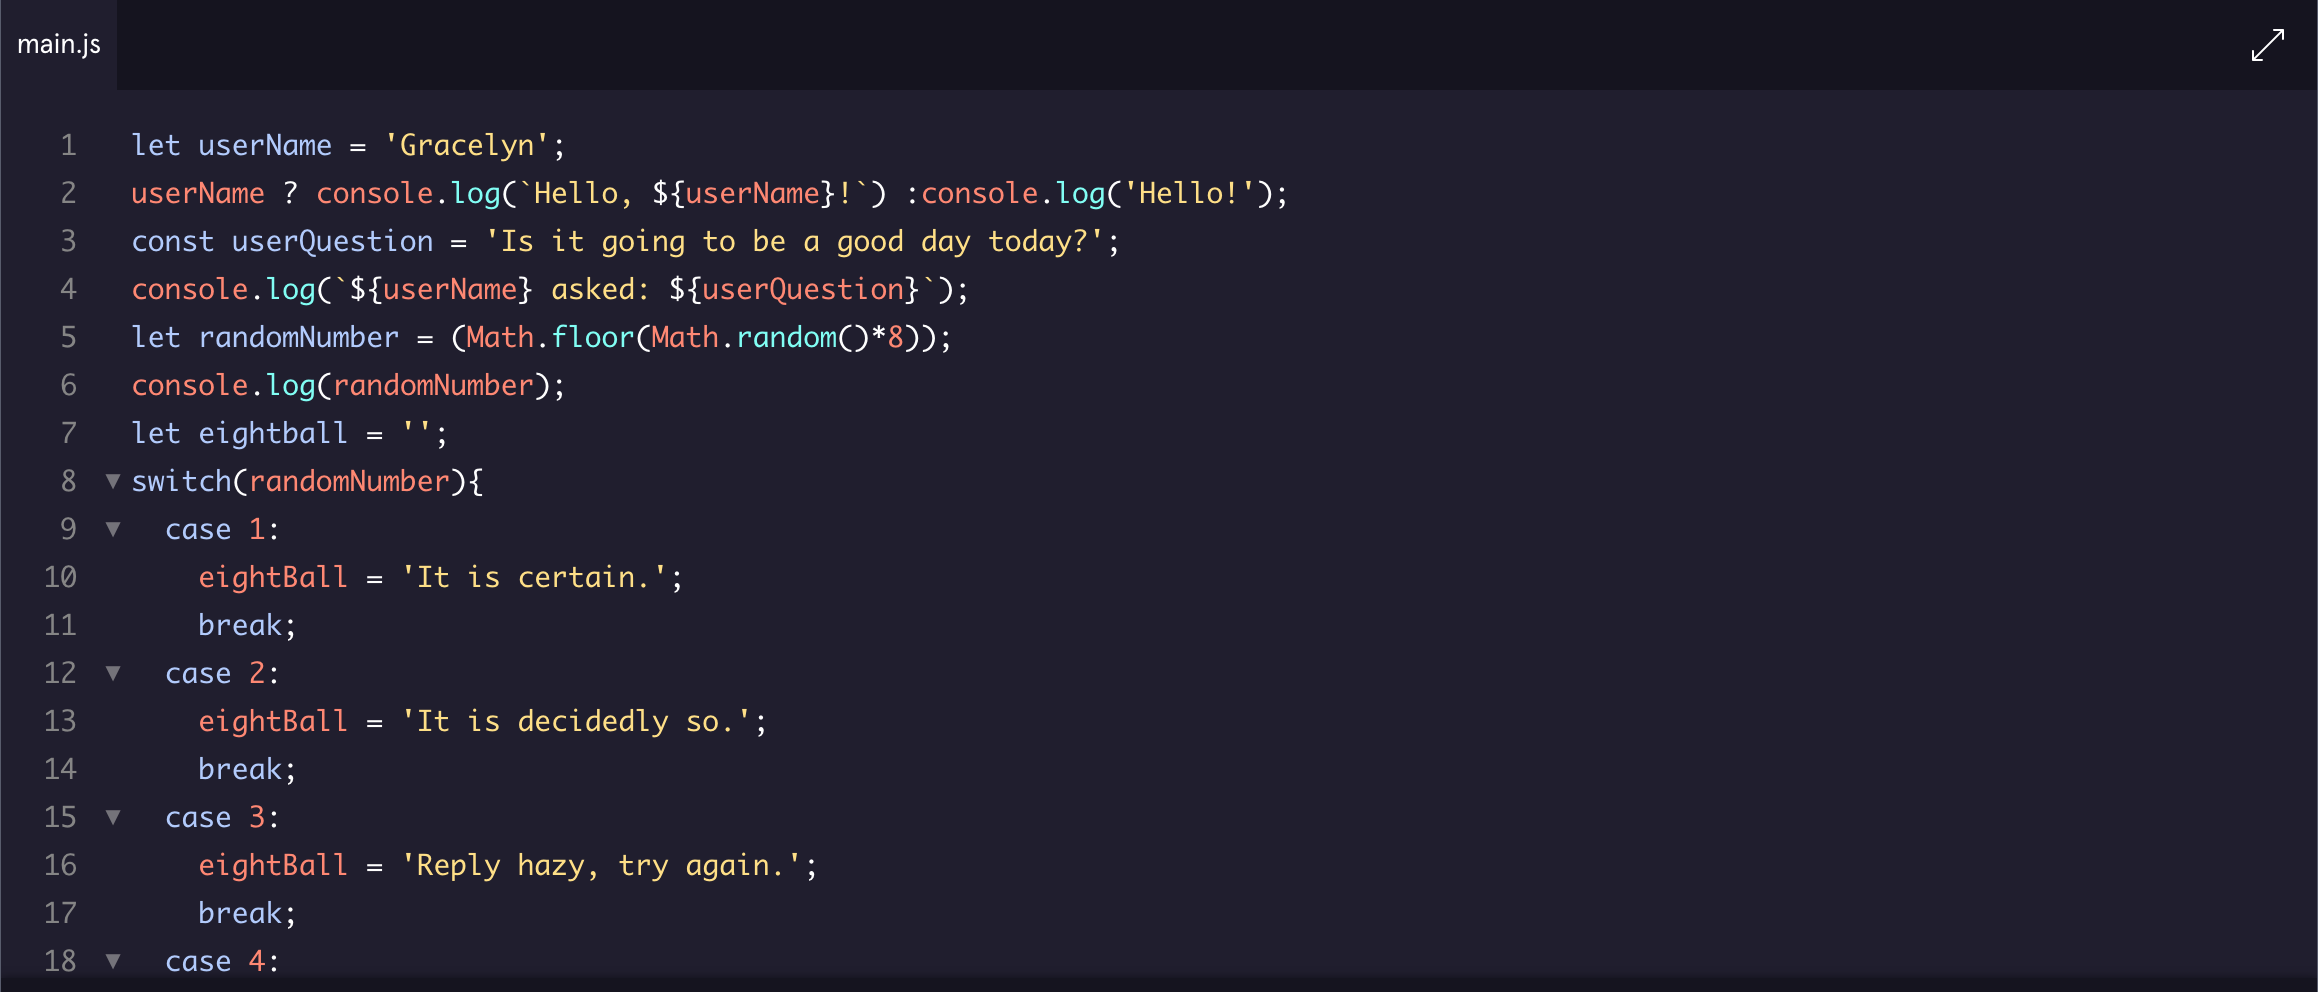 main.js
1 let userName = 'Gracelyn';
2 userName ? console.log(`Hello, ${userName}!`) :console.log('Hello!');
3 const userQuestion = 'Is it going to be a good day today?';
4 console.log(`${userName} asked: ${userQuestion}`);
5 let randomNumber = (Math.floor(Math.random()*8));
6 console.log(randomNumber);
7 let eightball = '';
8 switch(randomNumber){
9   case 1:
10     eightBall = 'It is certain.';
11     break;
12   case 2:
13     eightBall = 'It is decidedly so.';
14     break;
15   case 3:
16     eightBall = 'Reply hazy, try again.';
17     break;
18   case 4: